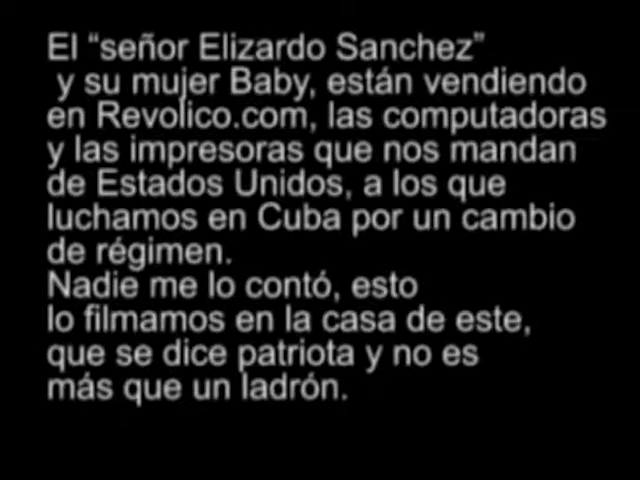 El “señor Elizardo Sanchez”
y su mujer Baby, están vendiendo
en Revolico.com, las computadoras
y las impresoras que nos mandan
de Estados Unidos, a los que
luchamos en Cuba por un cambio
de régimen.
Nadie me lo contó, esto
lo filmamos en la casa de este,
que se dice patriota y no es
más que un ladrón.